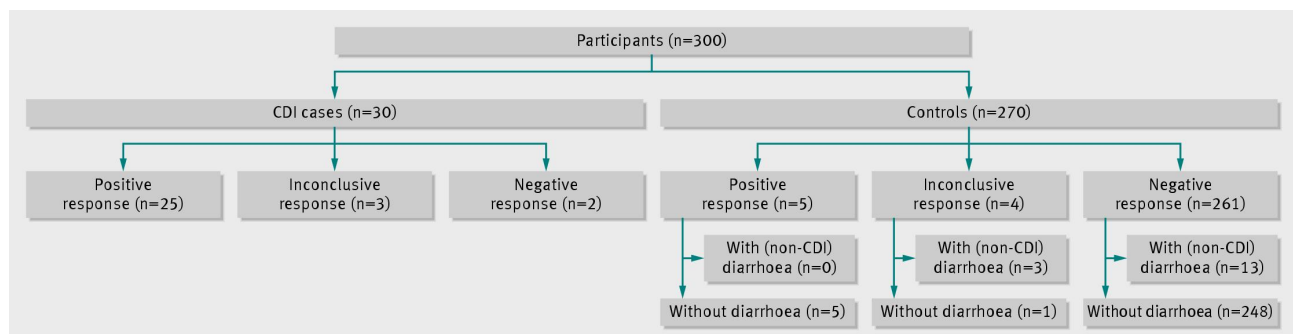 Participants (n=300)
CDI cases (n=30)
Controls (n=270)
Positive
response (n=25)
Inconclusive
response (n=3)
Negative
response (n=2)
Positive
response (n=5)
Inconclusive
response (n=4)
Negative
response (n=261)
With (non-CDI)
diarrhoea (n=0)
With (non-CDI)
diarrhoea (n=3)
With (non-CDI)
diarrhoea (n=13)
Without diarrhoea (n=5)
Without diarrhoea (n=1)
Without diarrhoea (n=248)